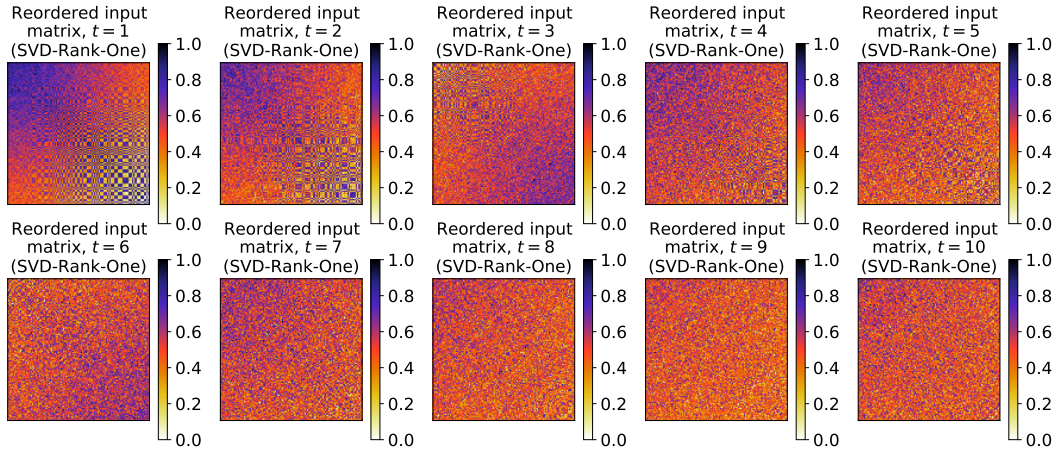 Reordered input
matrix, t = 1
(SVD-Rank-One)
1.0
0.8
0.6
0.4
0.2
0.0
Reordered input
matrix, t = 2
(SVD-Rank-One)
1.0
0.8
0.6
0.4
0.2
0.0
Reordered input
matrix, t = 3
(SVD-Rank-One)
1.0
0.8
0.6
0.4
0.2
0.0
Reordered input
matrix, t = 4
(SVD-Rank-One)
1.0
0.8
0.6
0.4
0.2
0.0
Reordered input
matrix, t = 5
(SVD-Rank-One)
1.0
0.8
0.6
0.4
0.2
0.0
Reordered input
matrix, t = 6
(SVD-Rank-One)
1.0
0.8
0.6
0.4
0.2
0.0
Reordered input
matrix, t = 7
(SVD-Rank-One)
1.0
0.8
0.6
0.4
0.2
0.0
Reordered input
matrix, t = 8
(SVD-Rank-One)
1.0
0.8
0.6
0.4
0.2
0.0
Reordered input
matrix, t = 9
(SVD-Rank-One)
1.0
0.8
0.6
0.4
0.2
0.0
Reordered input
matrix, t = 10
(SVD-Rank-One)
1.0
0.8
0.6
0.4
0.2
0.0